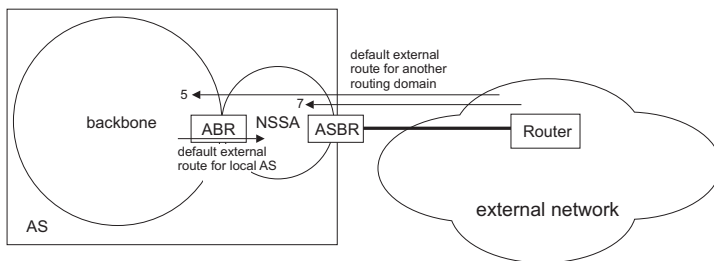 default external
route for another
routing domain
5
7
backbone
ABR
NSSA
ASBR
Router
default external
route for local AS
external network
AS